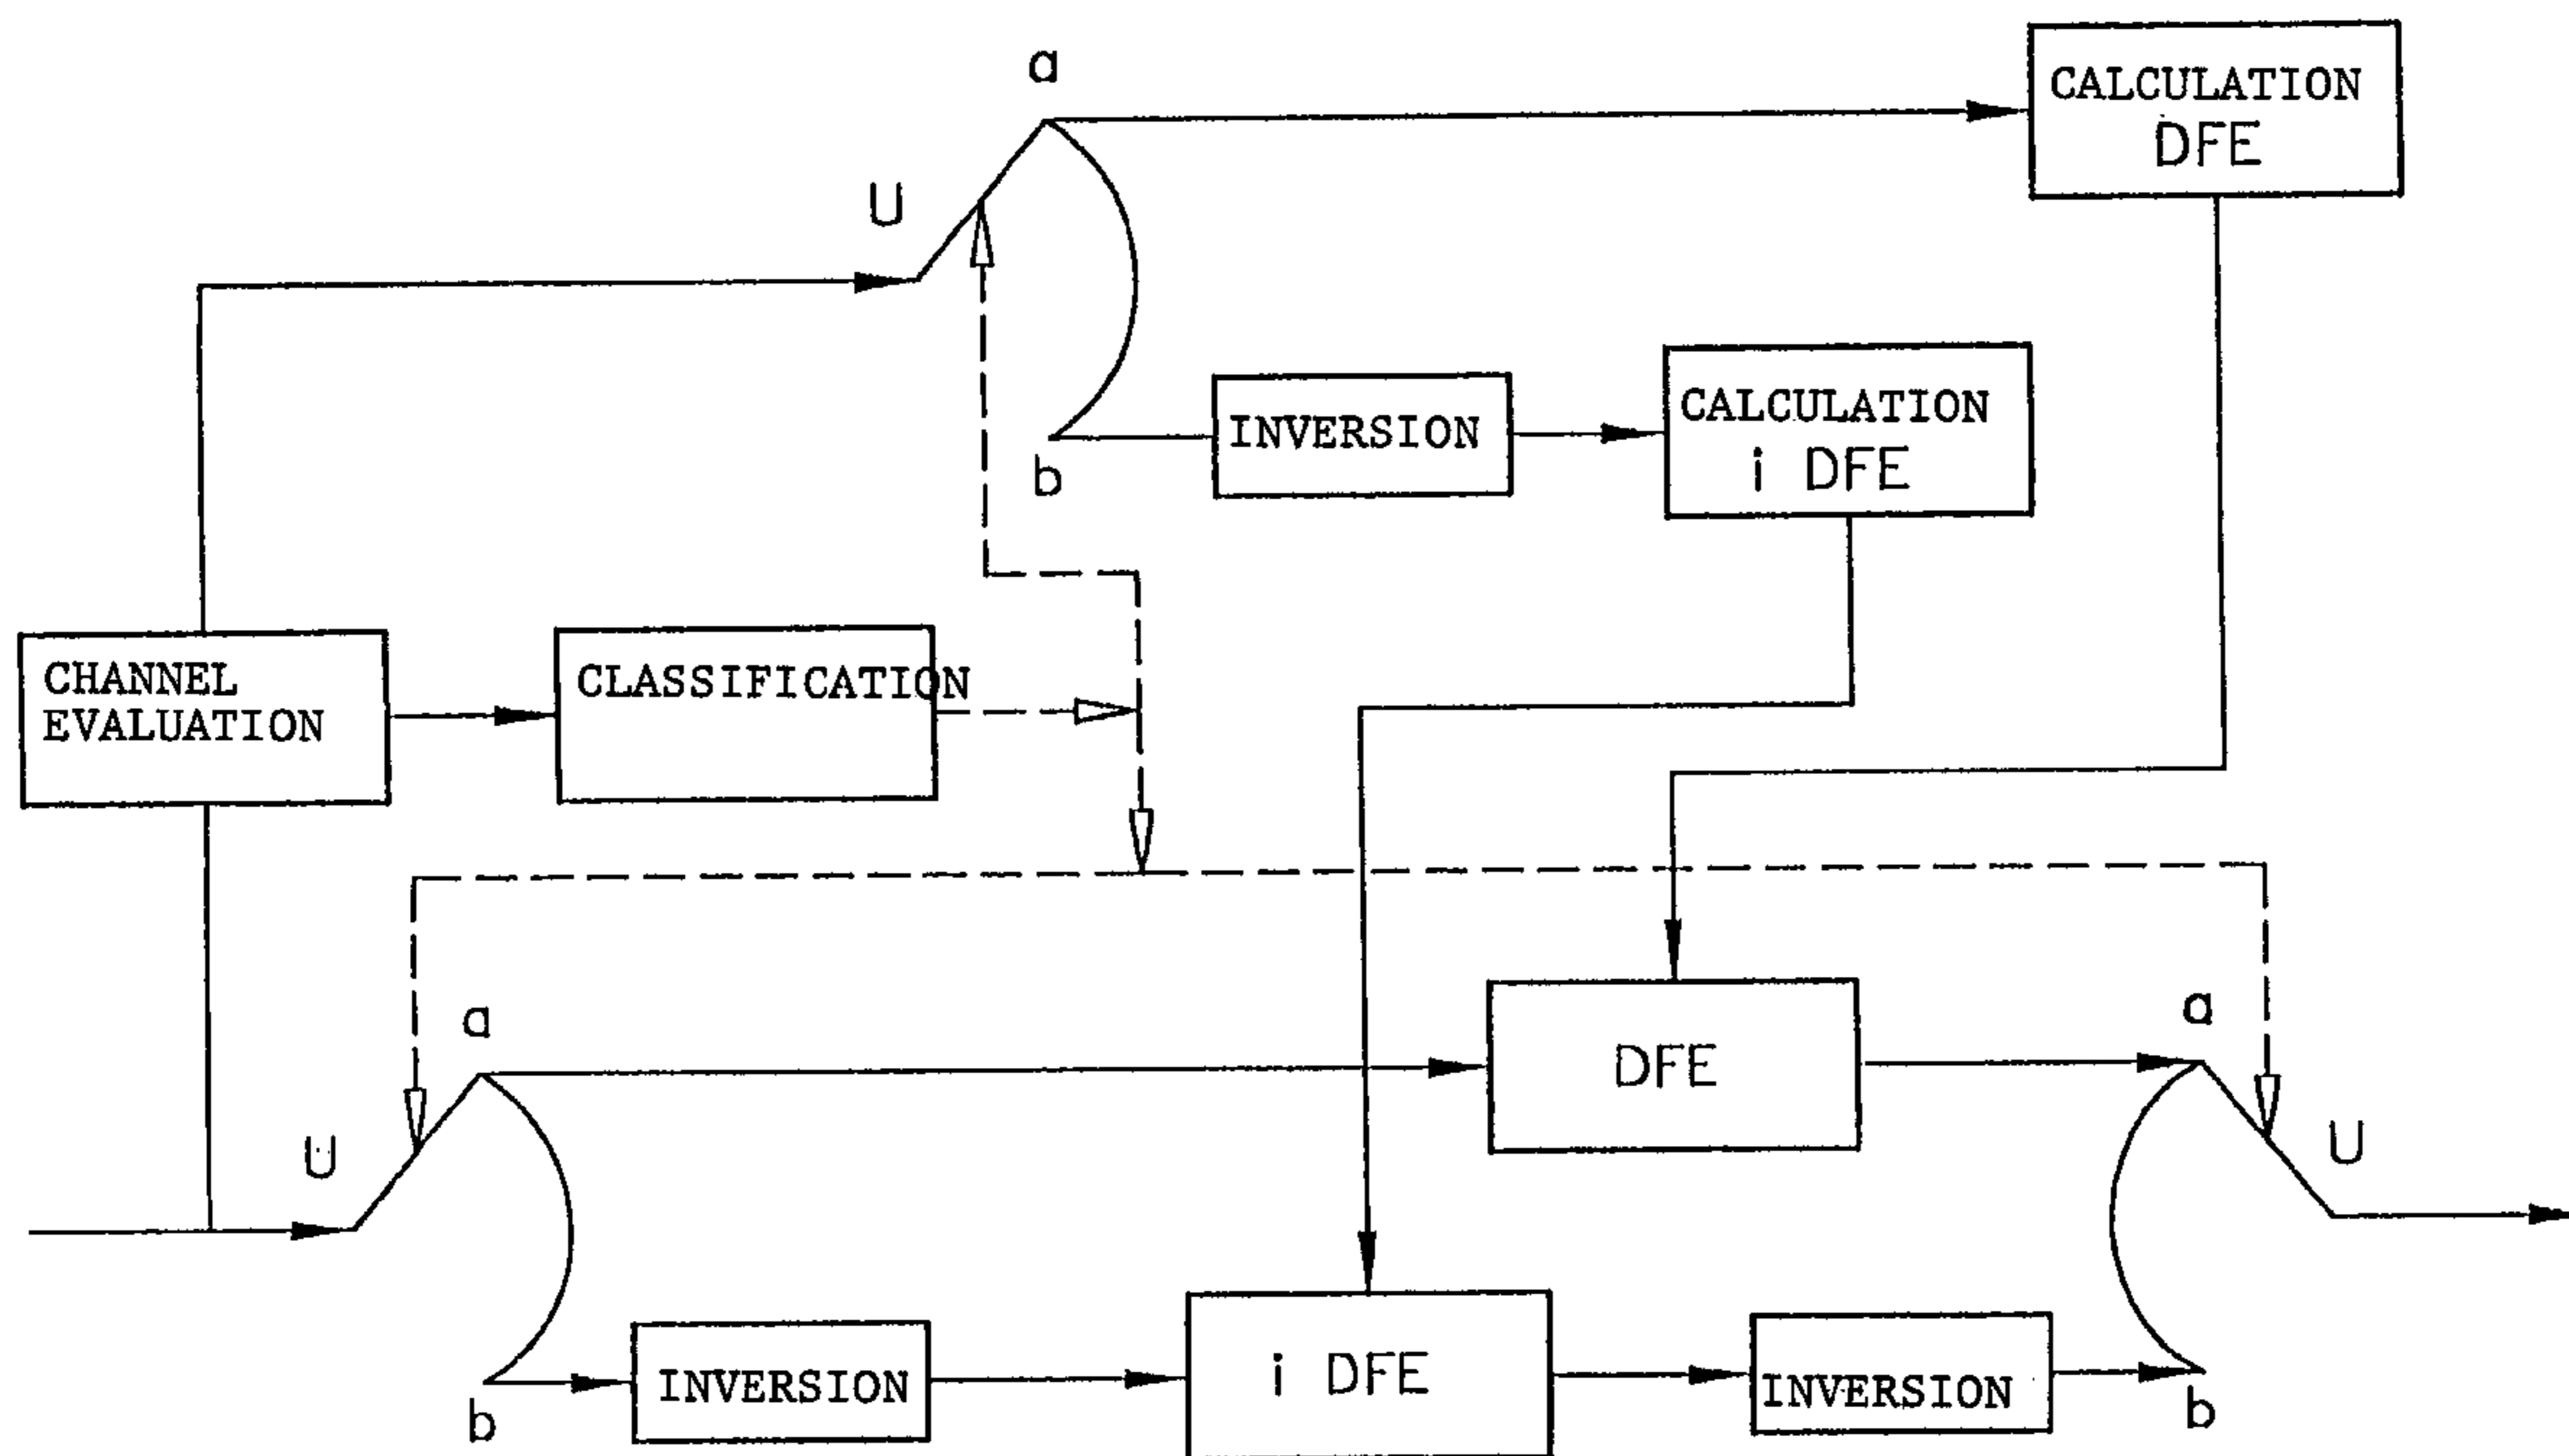 a
CALCULATION
DFE
U
CALCULATION
i DFE
INVERSION
b
CHANNEL
EVALUATION
CLASSIFICATION
a
a
DFE
U
U
i DFE
INVERSION
INVERSION
b
b